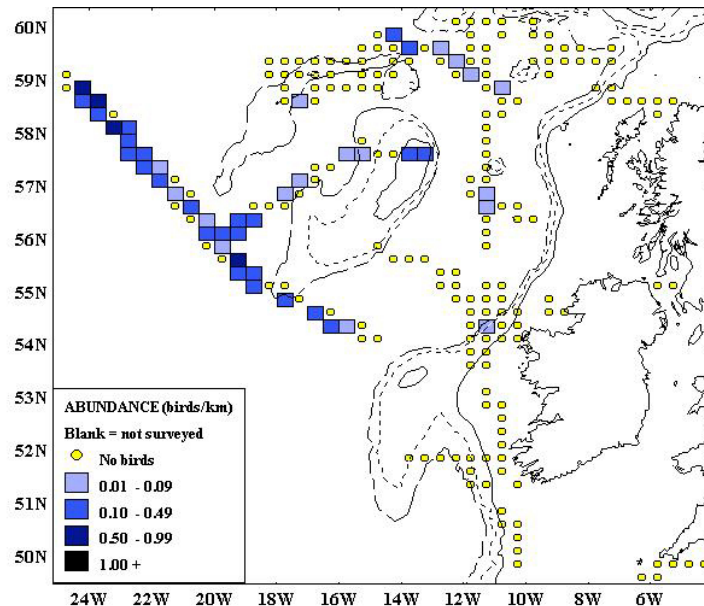 60N
59N
58N
57N
56N
55N
54N
53N
52N
51N
50N
ABUNDANCE (birds/km)
Blank = not surveyed
No birds
0.01 - 0.09
0.10 - 0.49
0.50 - 0.99
1.00 +
24W 22W 20W 18W 16W 14W 12W 10W 8W 6W